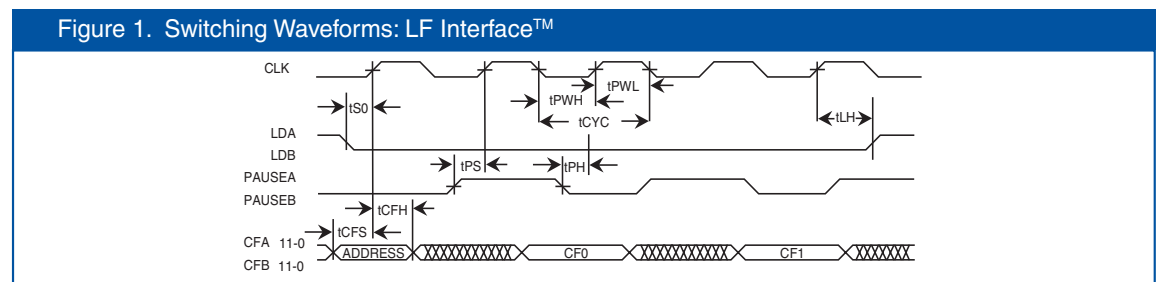 Figure 1. Switching Waveforms: LF Interface™
CLK
tPWL
tPWH
tS0
tCYC
tLH
LDA
LDB
tPS
tPH
PAUSEA
PAUSEB
tCFH
tCFS
CFA 11-0
ADDRESS
CF0
CF1
CFB 11-0